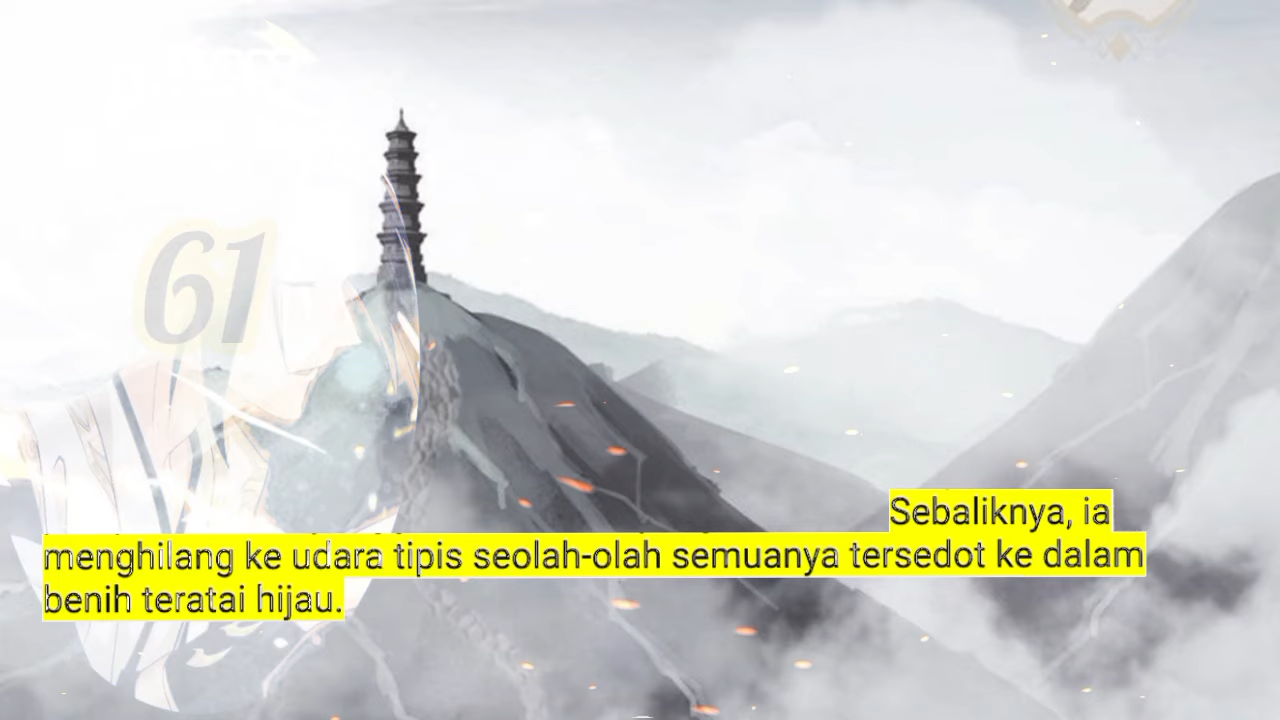 61
Sebaliknya, ia
menghilang ke udara tipis seolah-olah semuanya tersedot ke dalam
benih teratai hijau.